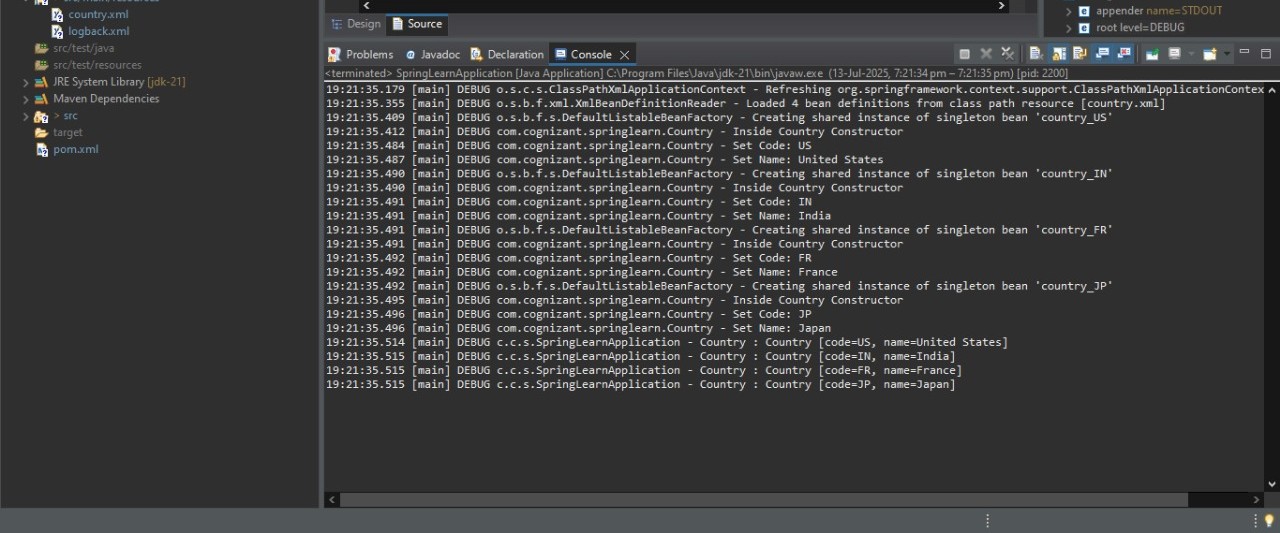 country.xml
logback.xml
src/test/java
src/test/resources
JRE System Library [jdk-21]
Maven Dependencies
> src
target
pom.xml
Design Source
appender name=STDOUT
root level=DEBUG
Problems Javadoc Declaration Console
<terminated> SpringLearnApplication [Java Application] C:\Program Files\Java\jdk-21\bin\javaw.exe (13-Jul-2025, 7:21:34 pm – 7:21:35 pm) [pid: 2200]
19:21:35.179 [main] DEBUG o.s.c.s.ClassPathXmlApplicationContext - Refreshing org.springframework.context.support.ClassPathXmlApplicationContex
19:21:35.355 [main] DEBUG o.s.b.f.xml.XmlBeanDefinitionReader - Loaded 4 bean definitions from class path resource [country.xml]
19:21:35.409 [main] DEBUG o.s.b.f.s.DefaultListableBeanFactory - Creating shared instance of singleton bean 'country_US'
19:21:35.412 [main] DEBUG com.cognizant.springlearn.Country - Inside Country Constructor
19:21:35.484 [main] DEBUG com.cognizant.springlearn.Country - Set Code: US
19:21:35.487 [main] DEBUG com.cognizant.springlearn.Country - Set Name: United States
19:21:35.490 [main] DEBUG o.s.b.f.s.DefaultListableBeanFactory - Creating shared instance of singleton bean 'country_IN'
19:21:35.490 [main] DEBUG com.cognizant.springlearn.Country - Inside Country Constructor
19:21:35.491 [main] DEBUG com.cognizant.springlearn.Country - Set Code: IN
19:21:35.491 [main] DEBUG com.cognizant.springlearn.Country - Set Name: India
19:21:35.491 [main] DEBUG o.s.b.f.s.DefaultListableBeanFactory - Creating shared instance of singleton bean 'country_FR'
19:21:35.491 [main] DEBUG com.cognizant.springlearn.Country - Inside Country Constructor
19:21:35.492 [main] DEBUG com.cognizant.springlearn.Country - Set Code: FR
19:21:35.492 [main] DEBUG com.cognizant.springlearn.Country - Set Name: France
19:21:35.492 [main] DEBUG o.s.b.f.s.DefaultListableBeanFactory - Creating shared instance of singleton bean 'country_JP'
19:21:35.495 [main] DEBUG com.cognizant.springlearn.Country - Inside Country Constructor
19:21:35.496 [main] DEBUG com.cognizant.springlearn.Country - Set Code: JP
19:21:35.496 [main] DEBUG com.cognizant.springlearn.Country - Set Name: Japan
19:21:35.514 [main] DEBUG c.c.s.SpringLearnApplication - Country : Country [code=US, name=United States]
19:21:35.515 [main] DEBUG c.c.s.SpringLearnApplication - Country : Country [code=IN, name=India]
19:21:35.515 [main] DEBUG c.c.s.SpringLearnApplication - Country : Country [code=FR, name=France]
19:21:35.515 [main] DEBUG c.c.s.SpringLearnApplication - Country : Country [code=JP, name=Japan]